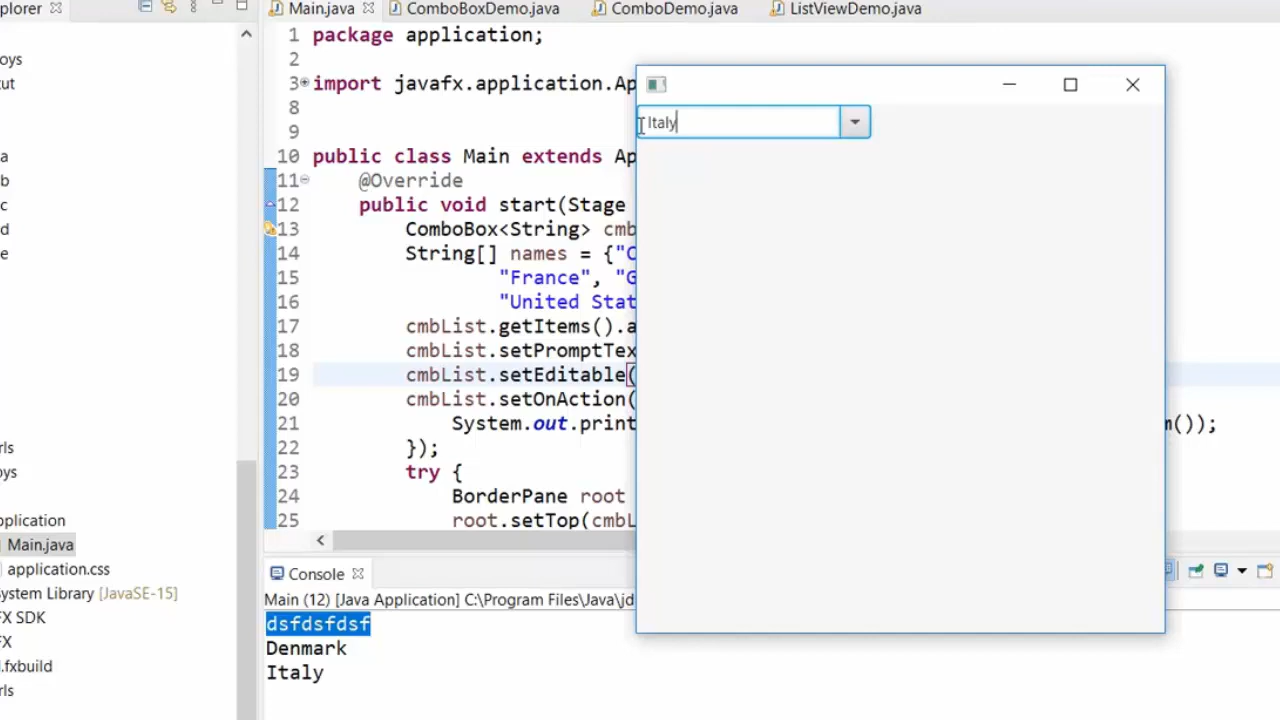 plorer
Main.java
ComboBoxDemo.java
ComboDemo.java
ListViewDemo.java
oys
tut
a
b
c
d
e
rls
oys
pplication
Main.java
application.css
ystem Library [JavaSE-15]
FX SDK
FX
l.fxbuild
rls
1 package application;
2
3 import javafx.application.Ap
8
9
10 public class Main extends Ap
11 @Override
12 public void start(Stage
13 ComboBox<String> cmb
14 String[] names = {"C
15 "France", "G
16 "United Stat
17 cmbList.getItems().a
18 cmbList.setPromptTex
19 cmbList.setEditable(
20 cmbList.setOnAction(
21 System.out.print m());
22 });
23 try {
24 BorderPane root
25 root.setTop(cmbL
Italy
Console
Main (12) [Java Application] C:\Program Files\Java\jd
dsfdsfdsf
Denmark
Italy